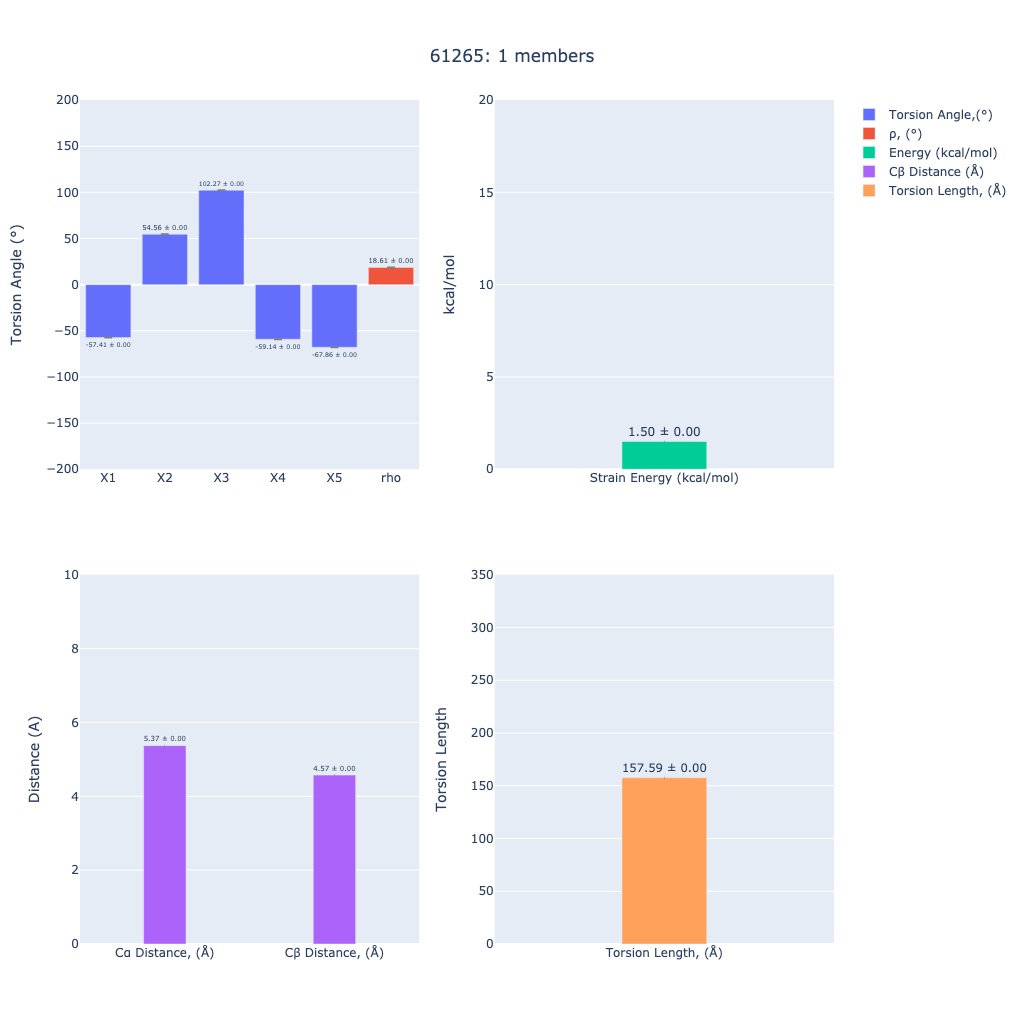 61265: 1 members
Torsion Angle (°)
200
150
100
50
0
−50
−100
−150
−200
-57.41 ± 0.00
54.56 ± 0.00
102.27 ± 0.00
-59.14 ± 0.00
-67.86 ± 0.00
18.61 ± 0.00
X1 X2 X3 X4 X5 rho
kcal/mol
20
15
10
5
0
1.50 ± 0.00
Strain Energy (kcal/mol)
Torsion Angle,(°)
ρ, (°)
Energy (kcal/mol)
Cβ Distance (Å)
Torsion Length, (Å)
Distance (A)
10
8
6
4
2
0
5.37 ± 0.00
4.57 ± 0.00
Cα Distance, (Å) Cβ Distance, (Å)
Torsion Length
350
300
250
200
150
100
50
0
157.59 ± 0.00
Torsion Length, (Å)